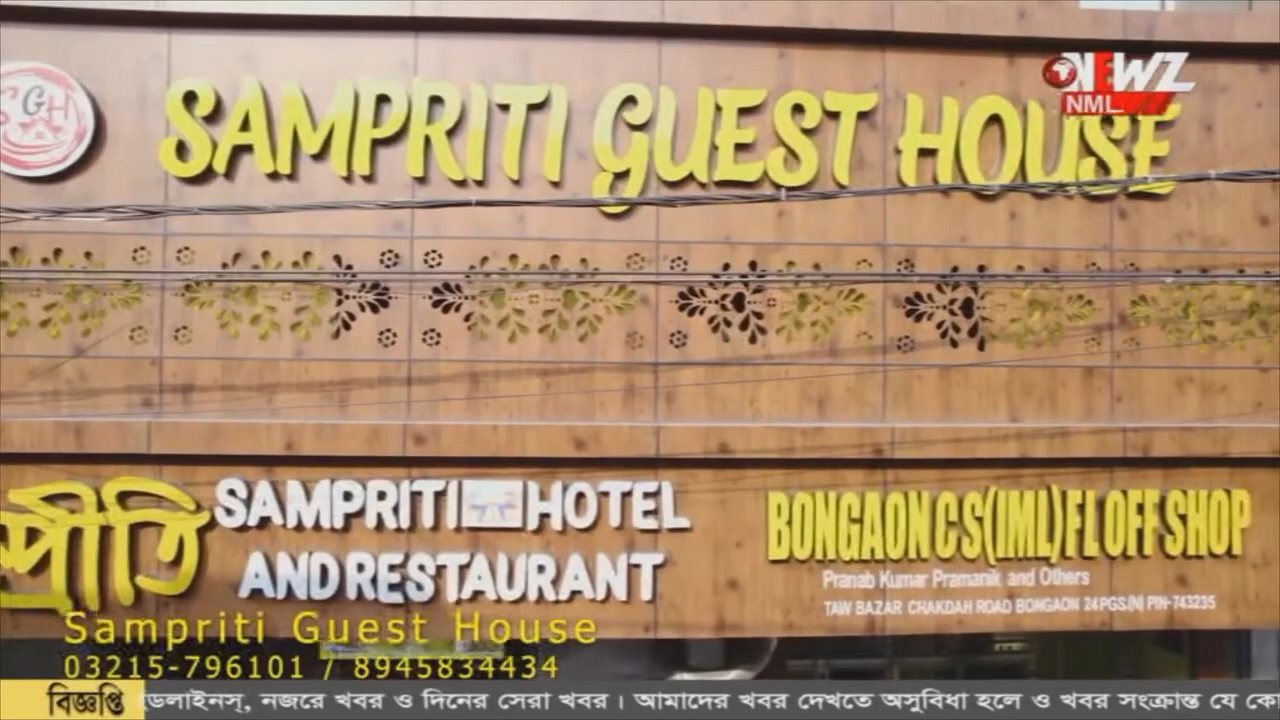 SGH
SAMPRITI GUEST HOUSE
NEWZ
NML
প্রীতি
SAMPRITI HOTEL
AND RESTAURANT
BONGAON C S(IML) FL OFF SHOP
Pranab Kumar Pramanik and Others
TAW BAZAR CHAKDAH ROAD BONGAON 24PGS.(N) PIN-743235
Sampriti Guest House
03215-796101 / 8945834434
বিজ্ঞপ্তি
ডেলাইনস্, নজরে খবর ও দিনের সেরা খবর। আমাদের খবর দেখতে অসুবিধা হলে ও খবর সংক্রান্ত যে কো